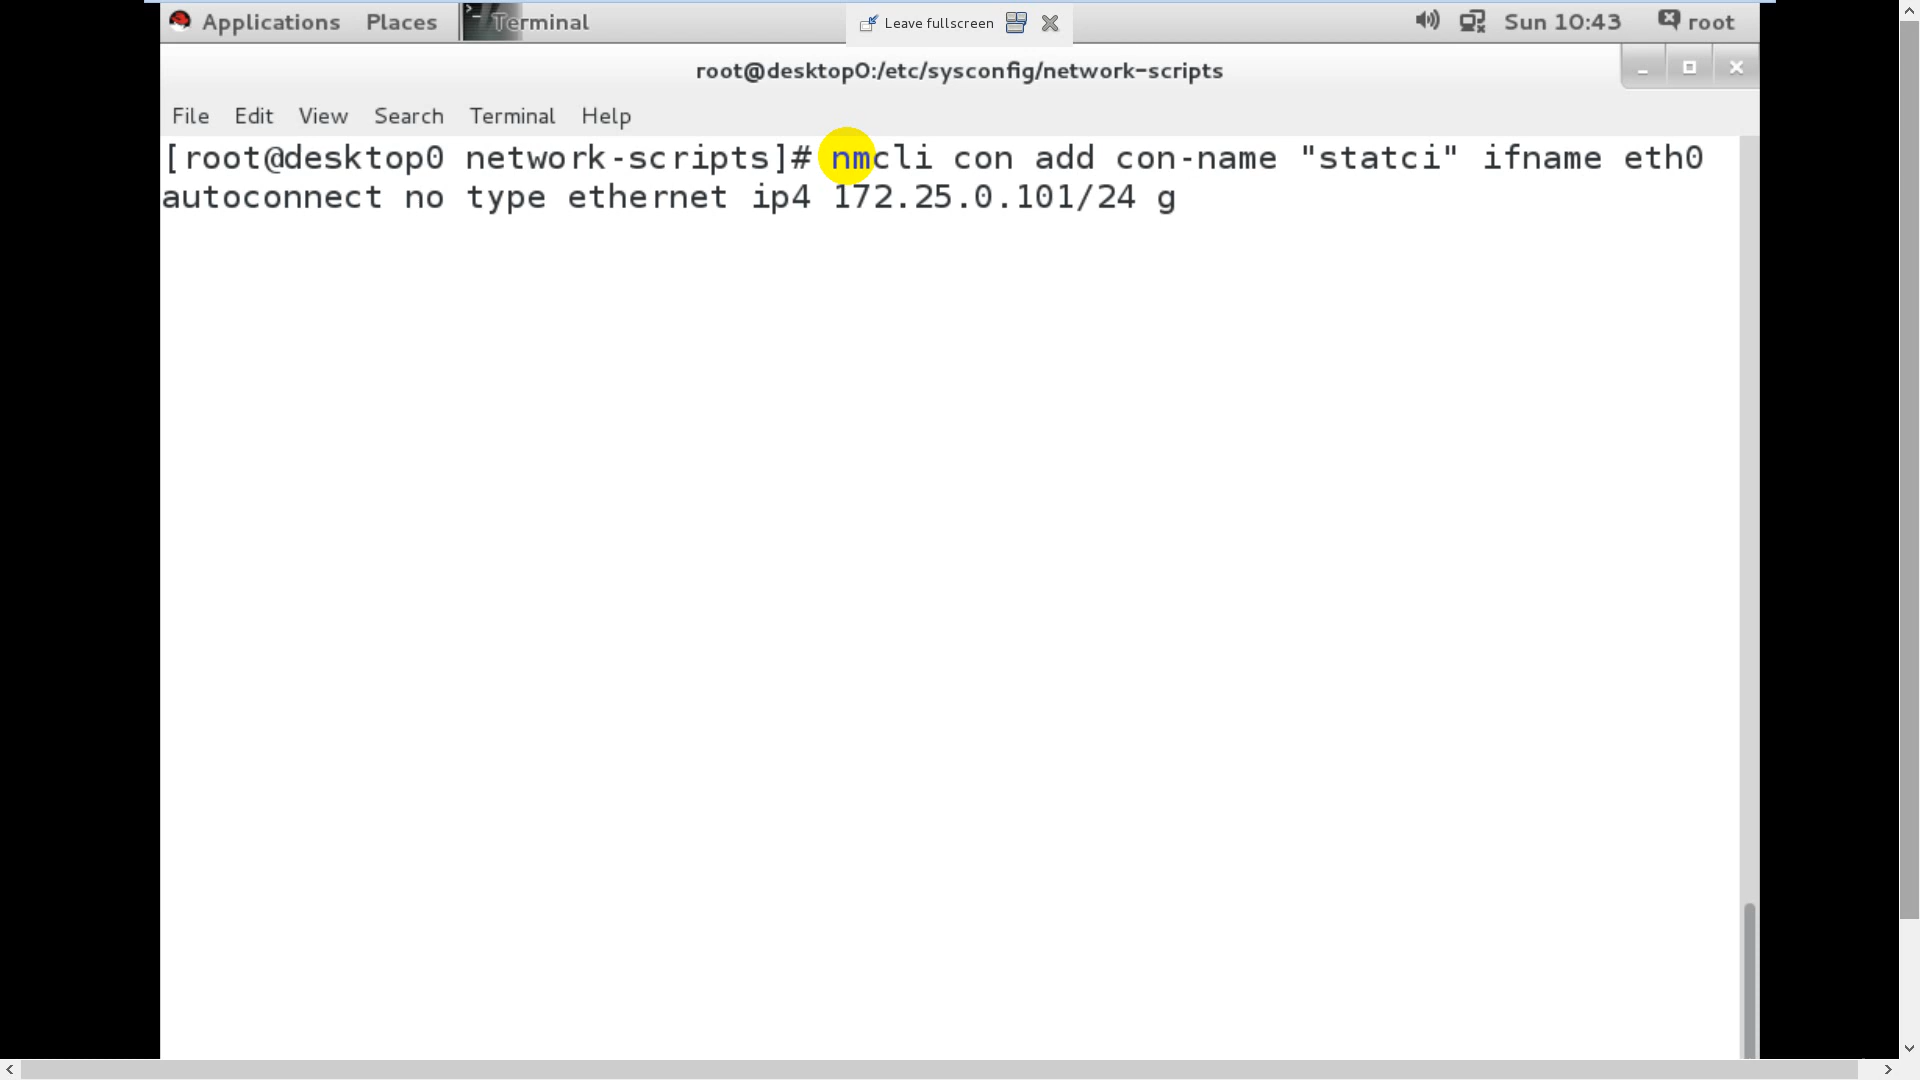 Applications Places Terminal Leave fullscreen Sun 10:43 root
root@desktop0:/etc/sysconfig/network-scripts
File Edit View Search Terminal Help
[root@desktop0 network-scripts]# nmcli con add con-name "statci" ifname eth0
autoconnect no type ethernet ip4 172.25.0.101/24 g